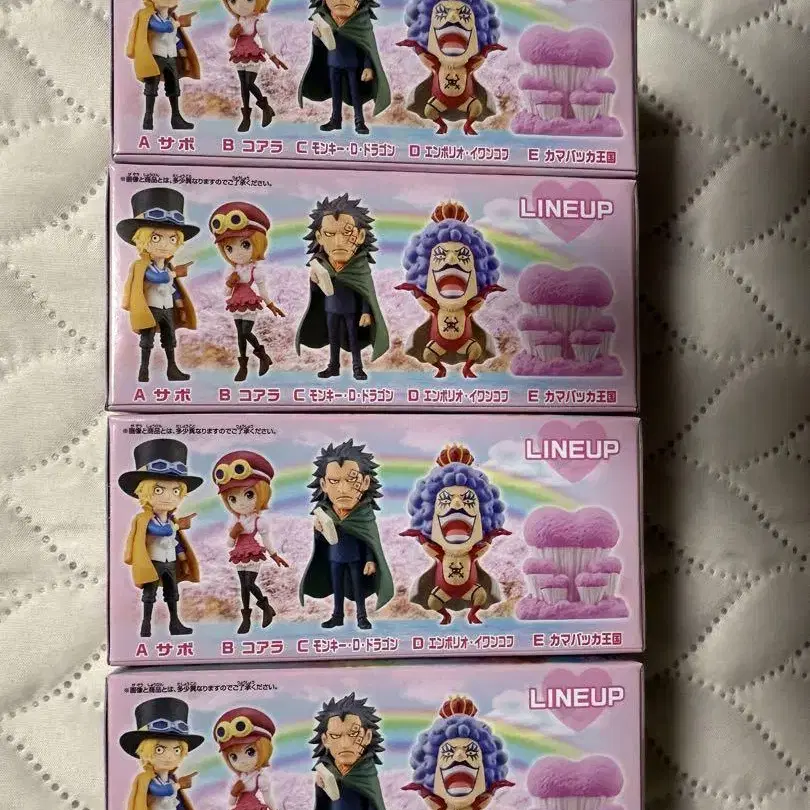 A サボ B コアラ C モンキー・D・ドラゴン D エンポリオ・イワンコフ E カマバッカ王国
※画像と商品とは、多少異なりますのでご了承ください。
LINEUP
A サボ B コアラ C モンキー・D・ドラゴン D エンポリオ・イワンコフ E カマバッカ王国
※画像と商品とは、多少異なりますのでご了承ください。
LINEUP
A サボ B コアラ C モンキー・D・ドラゴン D エンポリオ・イワンコフ E カマバッカ王国
※画像と商品とは、多少異なりますのでご了承ください。
LINEUP